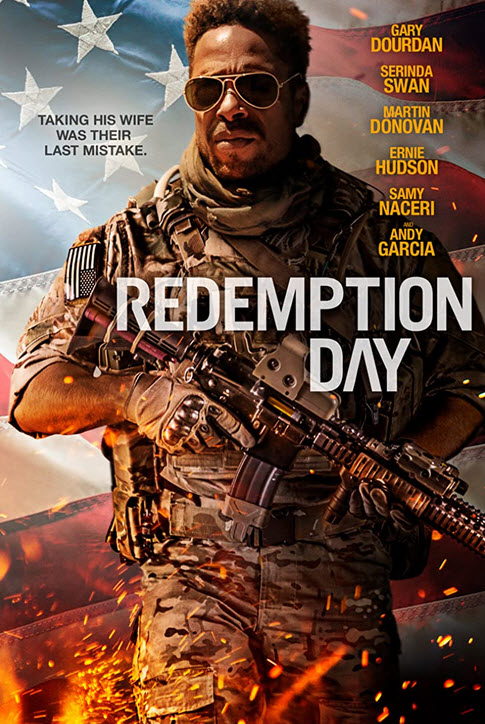 GARY
DOURDAN
SERINDA
SWAN
MARTIN
DONOVAN
ERNIE
HUDSON
SAMY
NACERI
AND
ANDY
GARCIA
TAKING HIS WIFE
WAS THEIR
LAST MISTAKE.
REDEMPTION
DAY